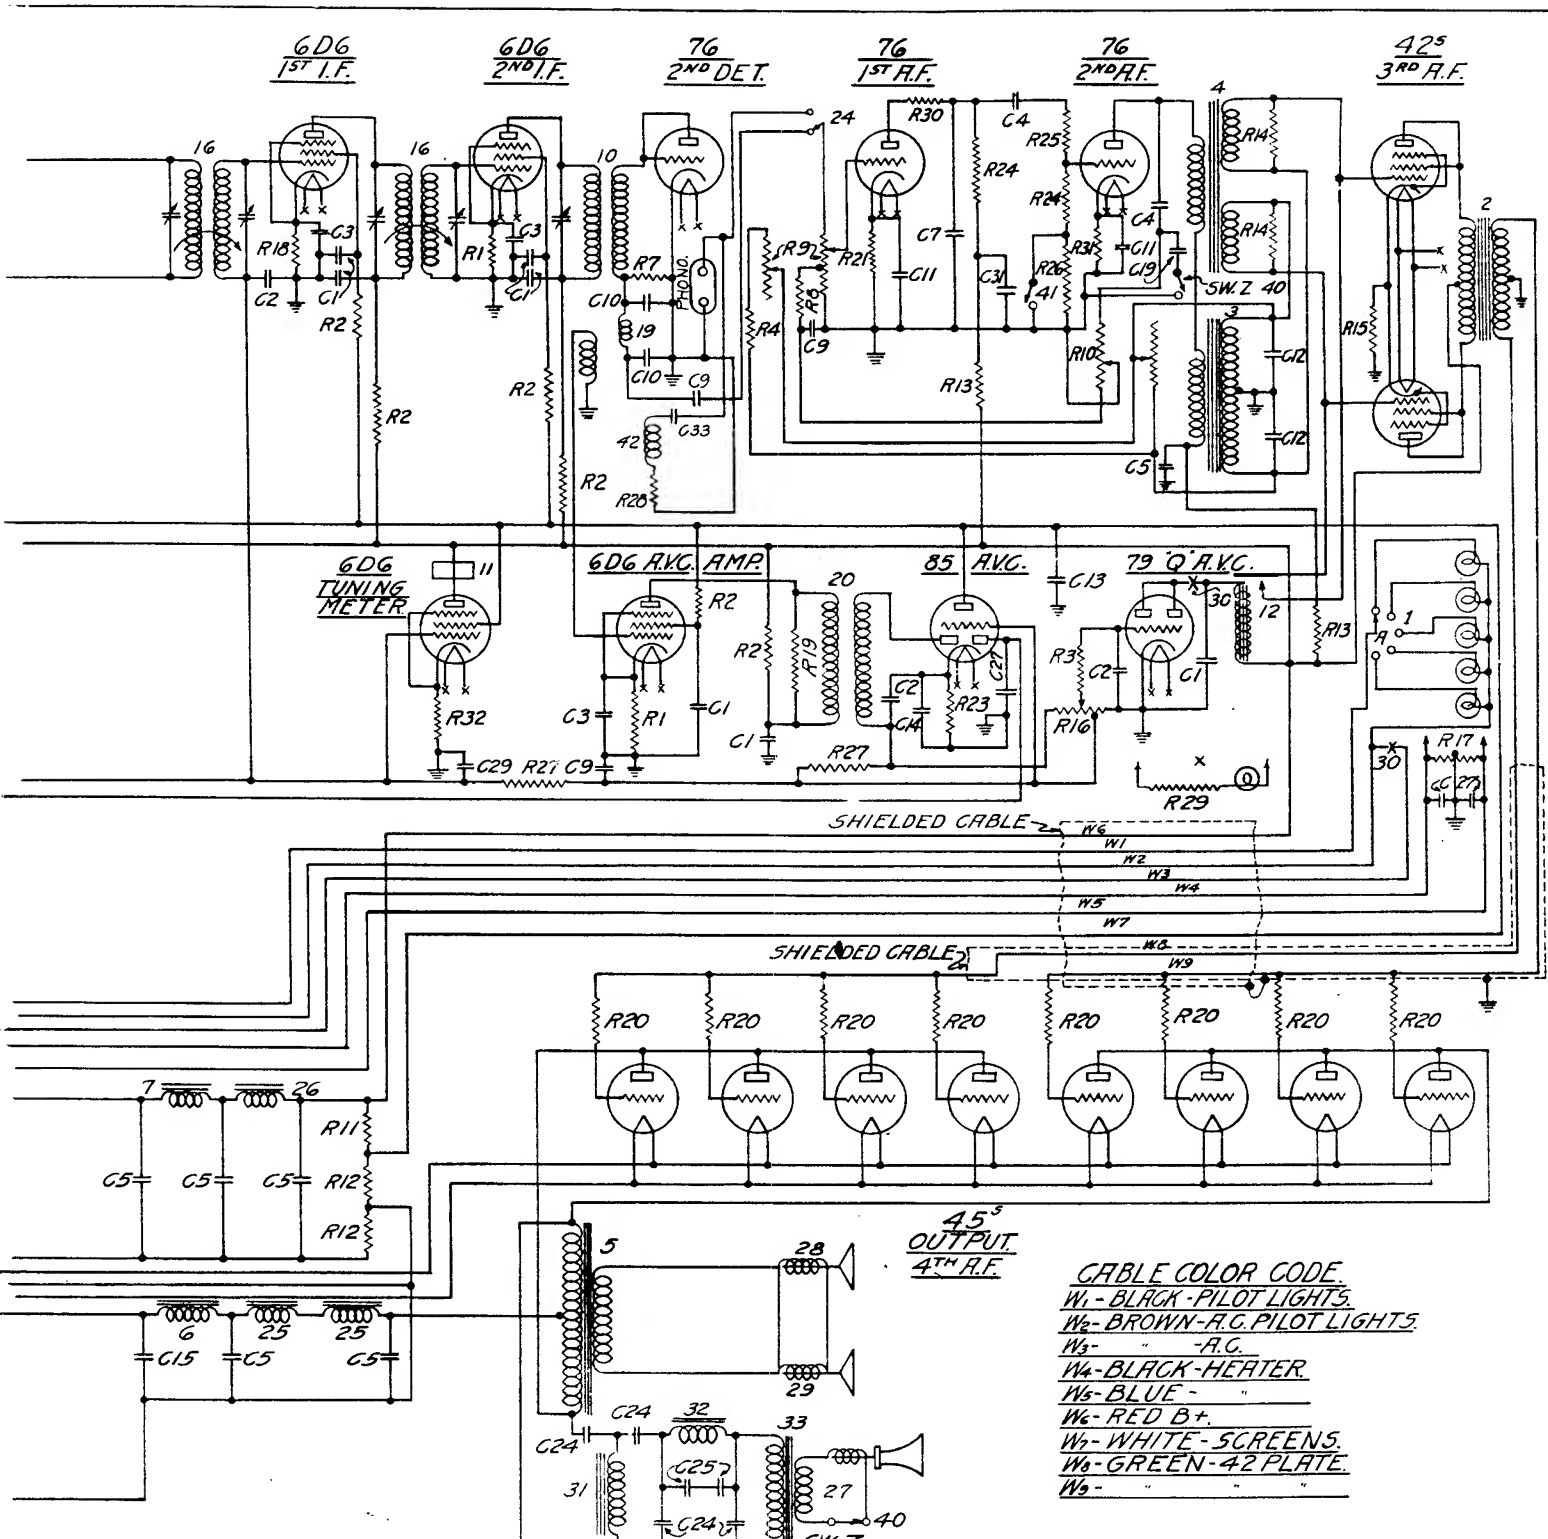 6D6
1ST I.F.
6D6
2ND I.F.
76
2ND DET.
76
1ST A.F.
76
2ND A.F.
42S
3RD A.F.
16
16
10
24
R30
C4
R25
4
R14
2
R24
R24
C3
C3
R18
R1
R7
PHONO.
R9
R21
C7
R31
C4
C11
C19
R14
C2
C1
C1
C10
R8
C11
C31
R26
41
SW.Z 40
R2
19
R4
C9
R10
3
R15
C12
C10
C9
R2
R13
R2
C33
42
C12
C5
R28
R2
6D6
TUNING
METER
11
6D6 A.V.C. AMP.
20
85 A.V.C.
C13
79 "Q" A.V.C.
30
12
R2
R2
R19
R3
C2
C1
R13
A
1
R32
C3
R1
C1
C2
C14
R23
C27
R16
C1
C29
R27
C9
R27
R29
30
R17
C27
SHIELDED CABLE
W6
W1
W2
W3
W4
W5
W7
SHIELDED CABLE
W8
W9
R20
R20
R20
R20
R20
R20
R20
R20
7
26
R11
C5
C5
C5
R12
R12
45S
OUTPUT.
4TH A.F.
5
28
6
25
25
C15
C5
C5
29
C24
C24
32
33
C25
31
27
C24
40
CABLE COLOR CODE.
W1-BLACK-PILOT LIGHTS.
W2-BROWN-A.C. PILOT LIGHTS.
W3- " -A.C.
W4-BLACK-HEATER.
W5-BLUE - "
W6-RED B+.
W7-WHITE-SCREENS.
W8-GREEN-42 PLATE.
W9- " " "